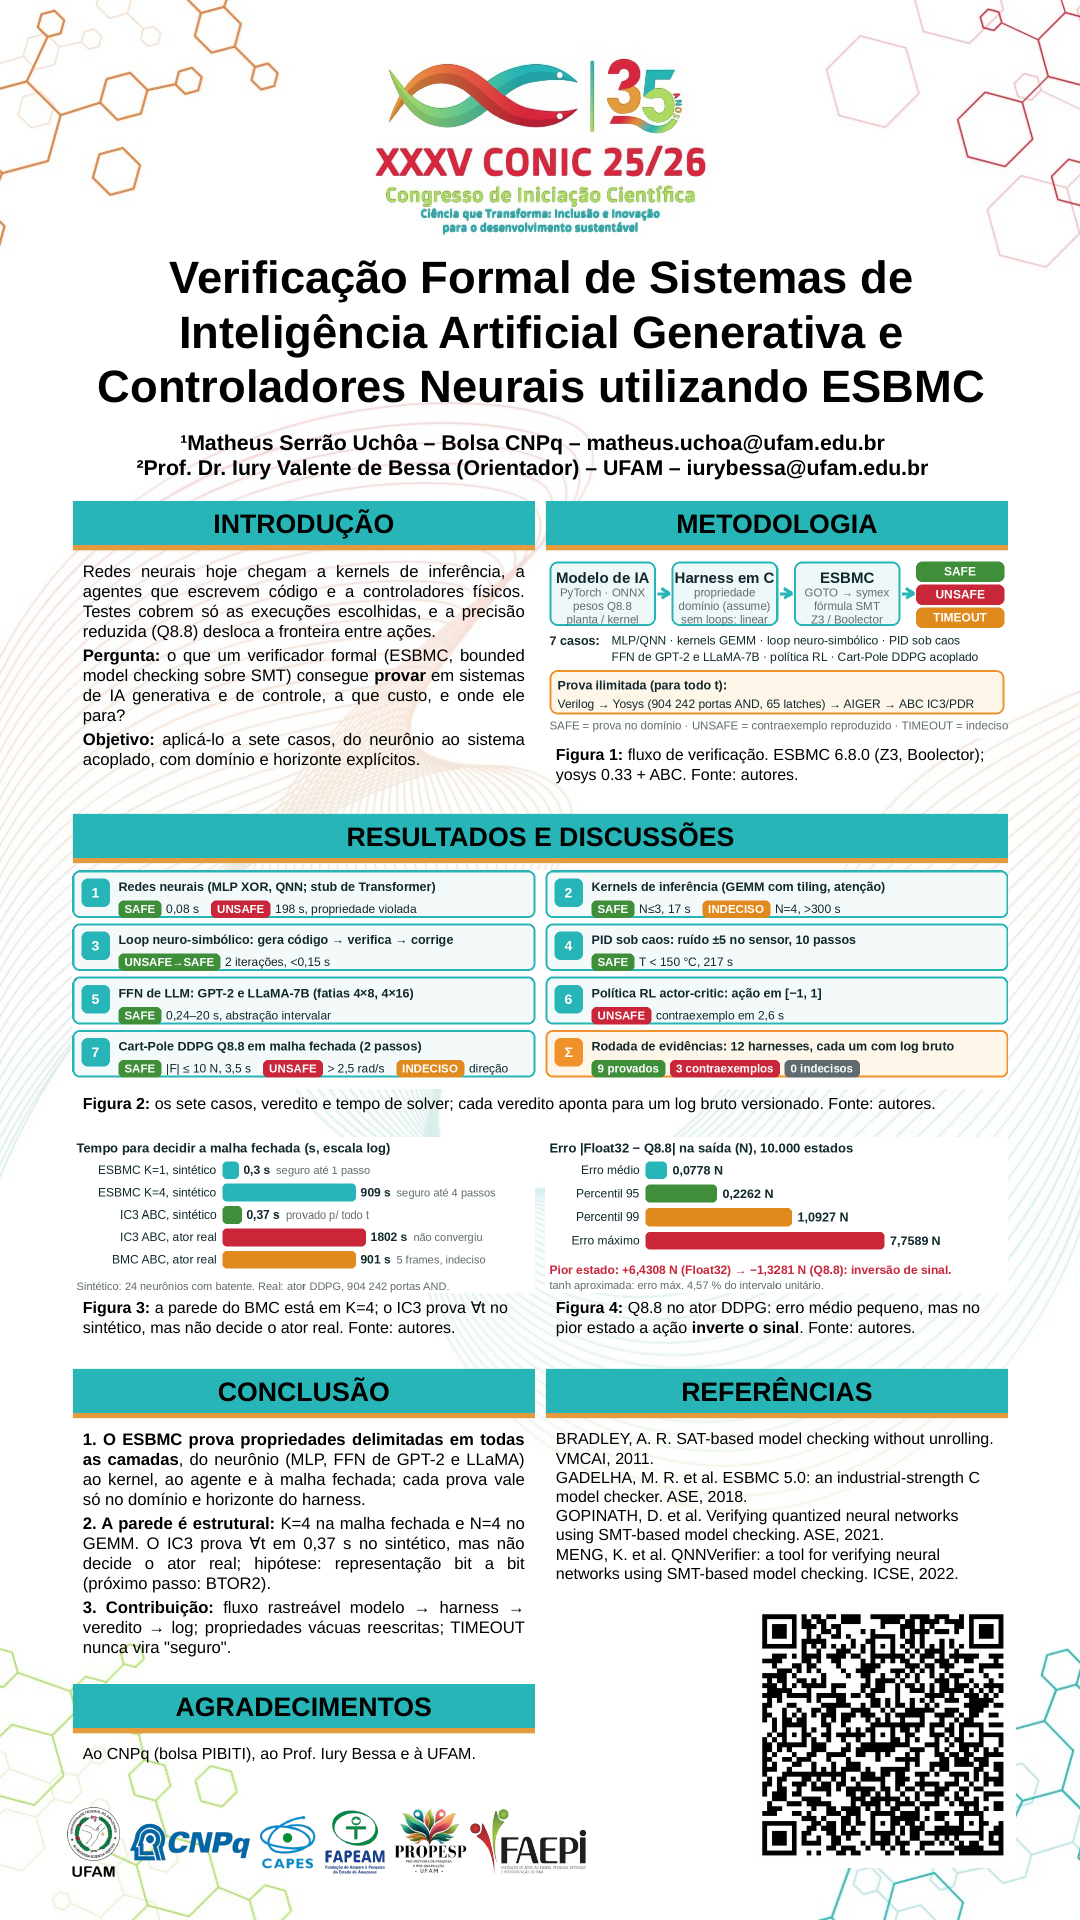 35
ANOS
XXXV CONIC 25/26
Congresso de Iniciação Científica
Ciência que Transforma: Inclusão e Inovação
para o desenvolvimento sustentável
Verificação Formal de Sistemas de
Inteligência Artificial Generativa e
Controladores Neurais utilizando ESBMC
¹Matheus Serrão Uchôa – Bolsa CNPq – matheus.uchoa@ufam.edu.br
²Prof. Dr. Iury Valente de Bessa (Orientador) – UFAM – iurybessa@ufam.edu.br
INTRODUÇÃO
Redes neurais hoje chegam a kernels de inferência, a
agentes que escrevem código e a controladores físicos.
Testes cobrem só as execuções escolhidas, e a precisão
reduzida (Q8.8) desloca a fronteira entre ações.
Pergunta: o que um verificador formal (ESBMC, bounded
model checking sobre SMT) consegue provar em sistemas
de IA generativa e de controle, a que custo, e onde ele
para?
Objetivo: aplicá-lo a sete casos, do neurônio ao sistema
acoplado, com domínio e horizonte explícitos.
METODOLOGIA
Modelo de IA
PyTorch · ONNX
pesos Q8.8
planta / kernel
Harness em C
propriedade
domínio (assume)
sem loops: linear
ESBMC
GOTO → symex
fórmula SMT
Z3 / Boolector
SAFE
UNSAFE
TIMEOUT
7 casos: MLP/QNN · kernels GEMM · loop neuro-simbólico · PID sob caos
FFN de GPT-2 e LLaMA-7B · política RL · Cart-Pole DDPG acoplado
Prova ilimitada (para todo t):
Verilog → Yosys (904 242 portas AND, 65 latches) → AIGER → ABC IC3/PDR
SAFE = prova no domínio · UNSAFE = contraexemplo reproduzido · TIMEOUT = indeciso
Figura 1: fluxo de verificação. ESBMC 6.8.0 (Z3, Boolector);
yosys 0.33 + ABC. Fonte: autores.
RESULTADOS E DISCUSSÕES
1 Redes neurais (MLP XOR, QNN; stub de Transformer)
SAFE 0,08 s UNSAFE 198 s, propriedade violada
2 Kernels de inferência (GEMM com tiling, atenção)
SAFE N≤3, 17 s INDECISO N=4, >300 s
3 Loop neuro-simbólico: gera código → verifica → corrige
UNSAFE→SAFE 2 iterações, <0,15 s
4 PID sob caos: ruído ±5 no sensor, 10 passos
SAFE T < 150 °C, 217 s
5 FFN de LLM: GPT-2 e LLaMA-7B (fatias 4×8, 4×16)
SAFE 0,24–20 s, abstração intervalar
6 Política RL actor-critic: ação em [−1, 1]
UNSAFE contraexemplo em 2,6 s
7 Cart-Pole DDPG Q8.8 em malha fechada (2 passos)
SAFE |F| ≤ 10 N, 3,5 s UNSAFE > 2,5 rad/s INDECISO direção
Σ Rodada de evidências: 12 harnesses, cada um com log bruto
9 provados 3 contraexemplos 0 indecisos
Figura 2: os sete casos, veredito e tempo de solver; cada veredito aponta para um log bruto versionado. Fonte: autores.
Tempo para decidir a malha fechada (s, escala log)
ESBMC K=1, sintético 0,3 s seguro até 1 passo
ESBMC K=4, sintético 909 s seguro até 4 passos
IC3 ABC, sintético 0,37 s provado p/ todo t
IC3 ABC, ator real 1802 s não convergiu
BMC ABC, ator real 901 s 5 frames, indeciso
Sintético: 24 neurônios com batente. Real: ator DDPG, 904 242 portas AND.
Figura 3: a parede do BMC está em K=4; o IC3 prova ∀t no
sintético, mas não decide o ator real. Fonte: autores.
Erro |Float32 − Q8.8| na saída (N), 10.000 estados
Erro médio 0,0778 N
Percentil 95 0,2262 N
Percentil 99 1,0927 N
Erro máximo 7,7589 N
Pior estado: +6,4308 N (Float32) → −1,3281 N (Q8.8): inversão de sinal.
tanh aproximada: erro máx. 4,57 % do intervalo unitário.
Figura 4: Q8.8 no ator DDPG: erro médio pequeno, mas no
pior estado a ação inverte o sinal. Fonte: autores.
CONCLUSÃO
1. O ESBMC prova propriedades delimitadas em todas
as camadas, do neurônio (MLP, FFN de GPT-2 e LLaMA)
ao kernel, ao agente e à malha fechada; cada prova vale
só no domínio e horizonte do harness.
2. A parede é estrutural: K=4 na malha fechada e N=4 no
GEMM. O IC3 prova ∀t em 0,37 s no sintético, mas não
decide o ator real; hipótese: representação bit a bit
(próximo passo: BTOR2).
3. Contribuição: fluxo rastreável modelo → harness →
veredito → log; propriedades vácuas reescritas; TIMEOUT
nunca vira "seguro".
REFERÊNCIAS
BRADLEY, A. R. SAT-based model checking without unrolling.
VMCAI, 2011.
GADELHA, M. R. et al. ESBMC 5.0: an industrial-strength C
model checker. ASE, 2018.
GOPINATH, D. et al. Verifying quantized neural networks
using SMT-based model checking. ASE, 2021.
MENG, K. et al. QNNVerifier: a tool for verifying neural
networks using SMT-based model checking. ICSE, 2022.
AGRADECIMENTOS
Ao CNPq (bolsa PIBITI), ao Prof. Iury Bessa e à UFAM.
UFAM
CNPq
CAPES
FAPEAM
Fundação de Amparo à Pesquisa
do Estado do Amazonas
PROPESP
- UFAM -
FAEPI